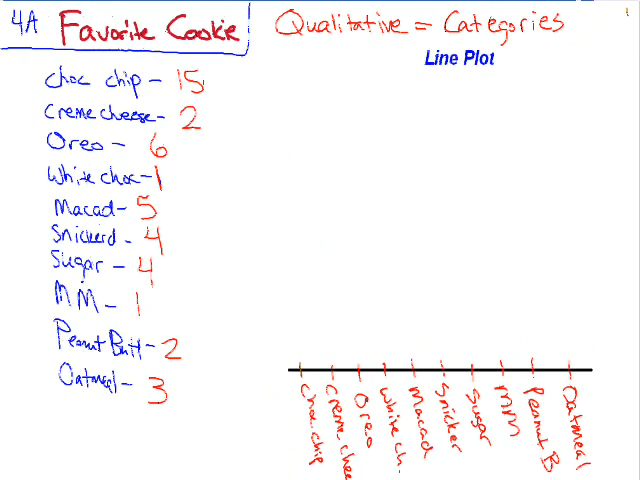 4A Favorite Cookie
Qualitative = Categories
1
Line Plot
choc chip - 15
Creme cheese - 2
Oreo - 6
White choc - 1
Macad - 5
Snickerd - 4
Sugar - 4
MM - 1
Peanut Butt - 2
Oatmeal - 3
choc. chip
creme chee
Oreo
white ch.
Macad
Snicker
Sugar
MM
Peanut B
Oatmeal